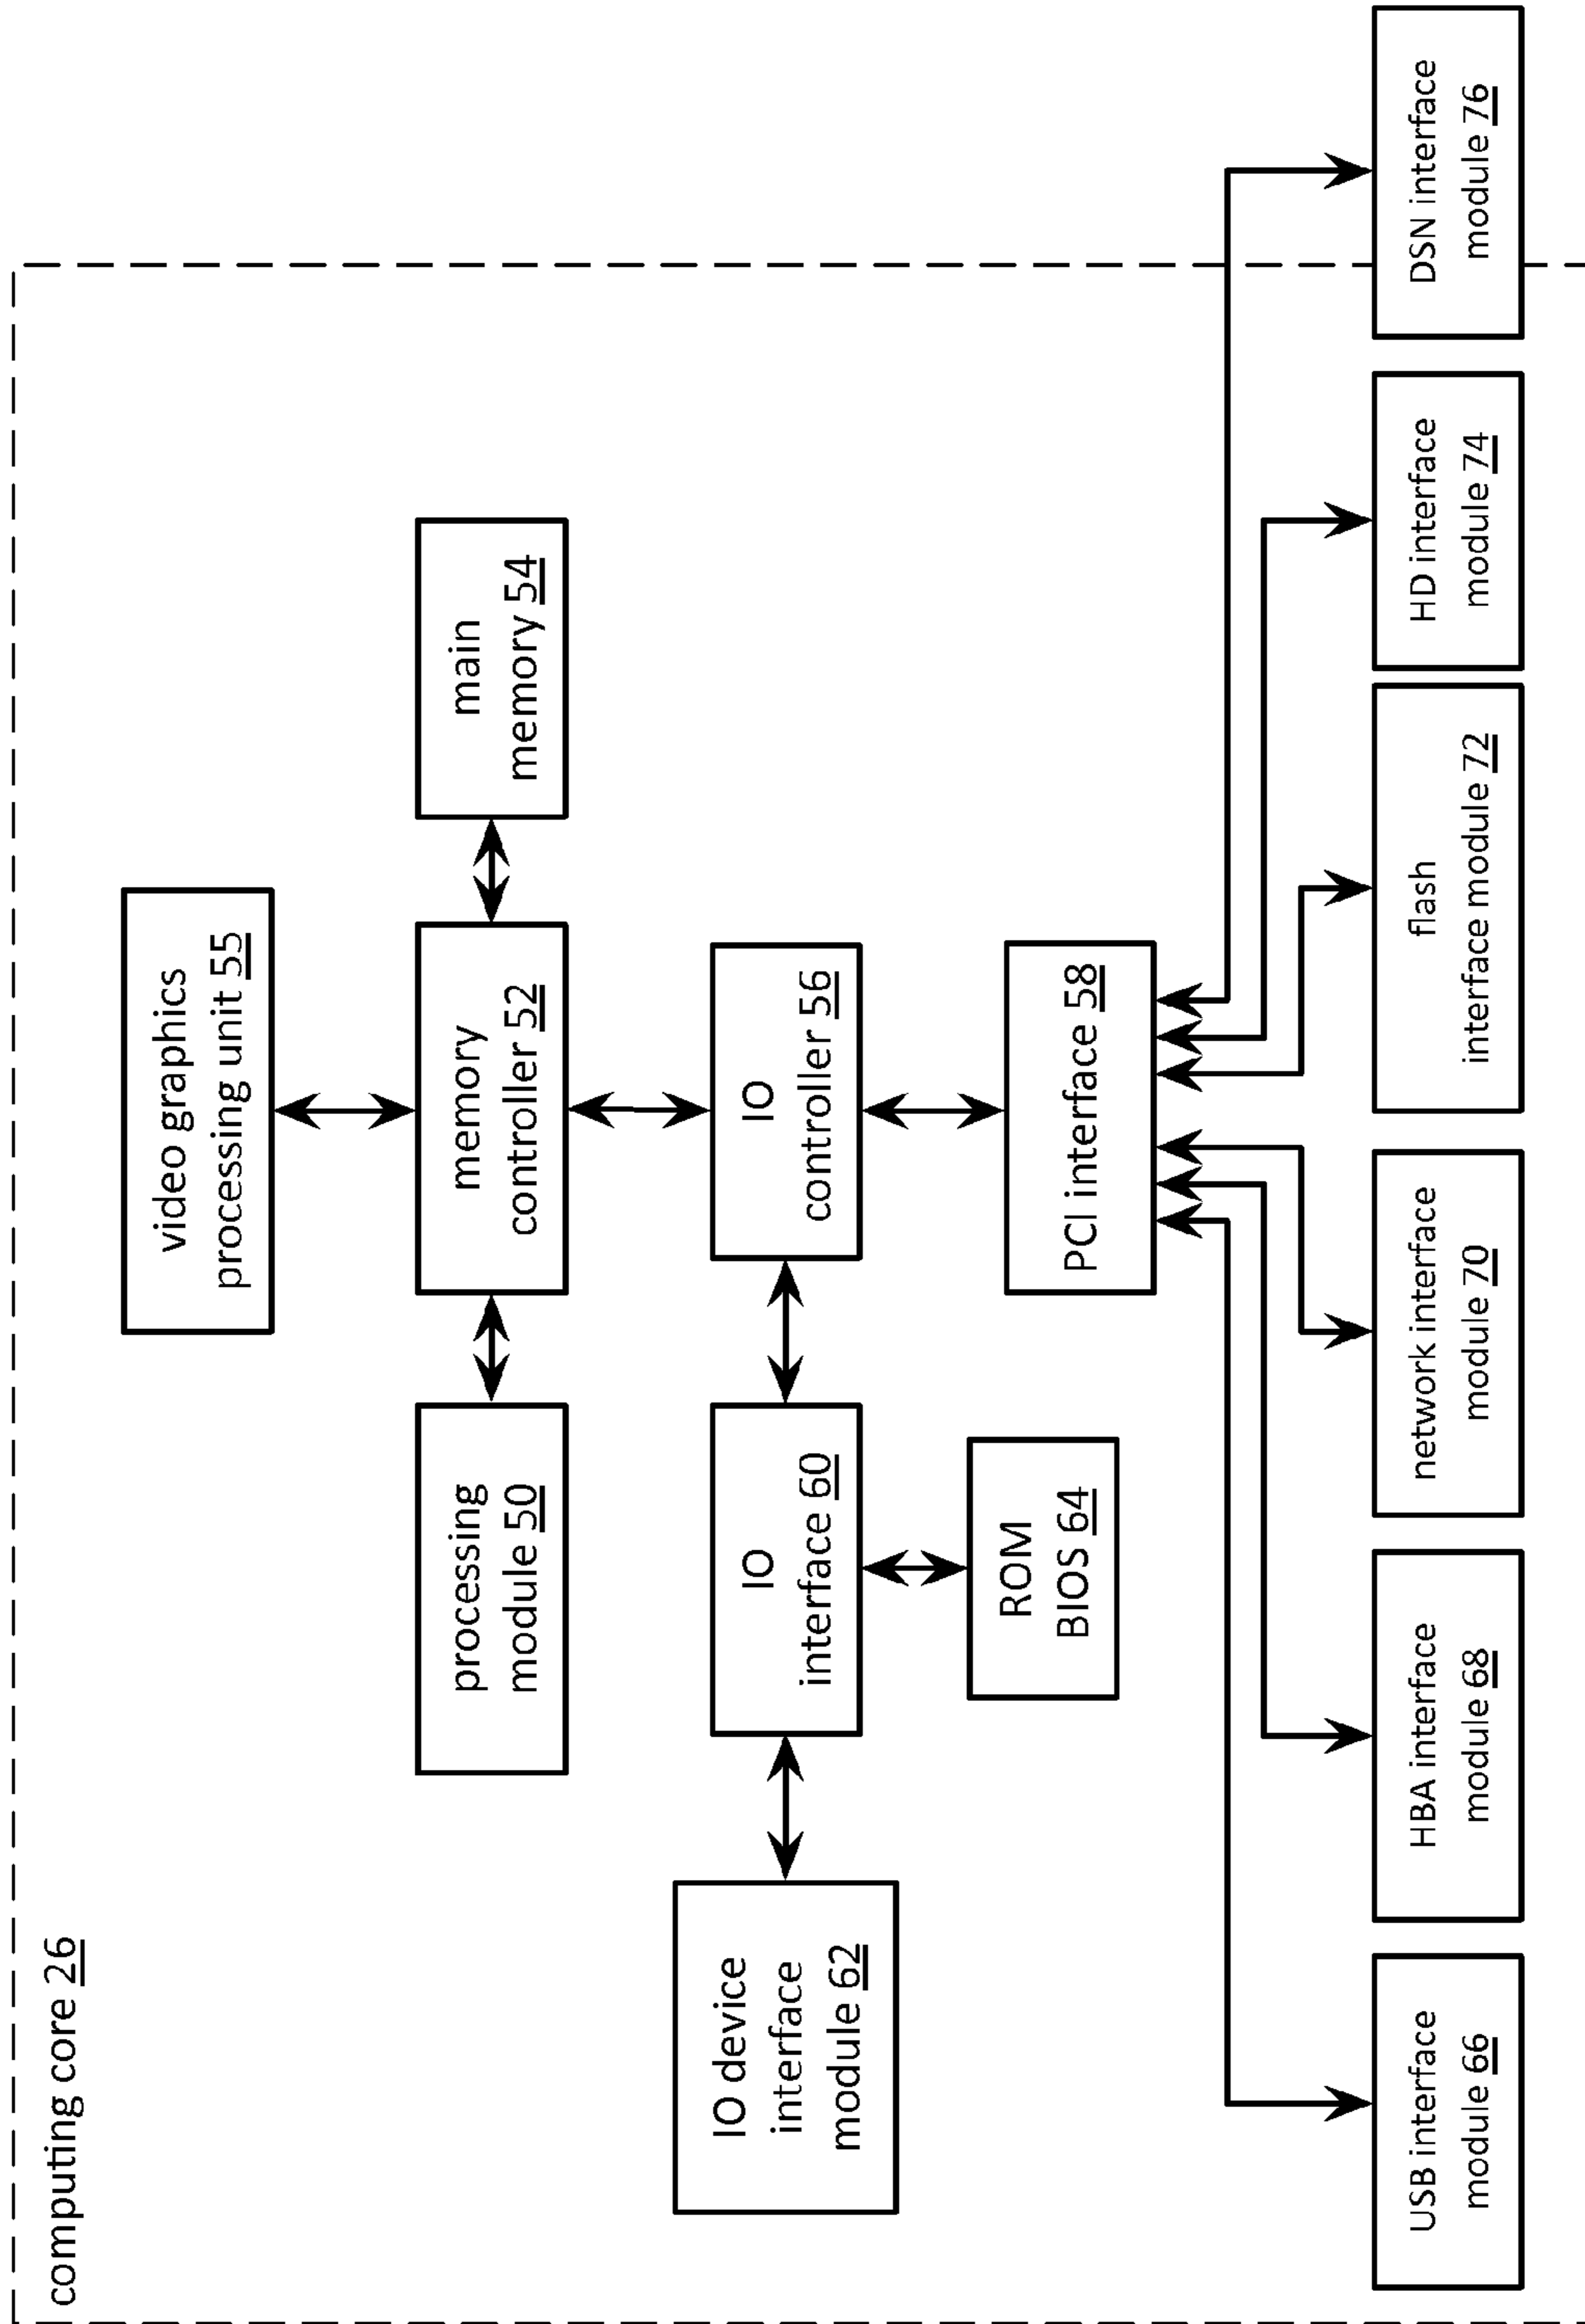 computing core 26
video graphics
processing unit 55
processing
module 50
memory
controller 52
main
memory 54
IO device
interface
module 62
IO
interface 60
IO
controller 56
ROM
BIOS 64
PCI interface 58
USB interface
module 66
HBA interface
module 68
network interface
module 70
flash
interface module 72
HD interface
module 74
DSN interface
module 76